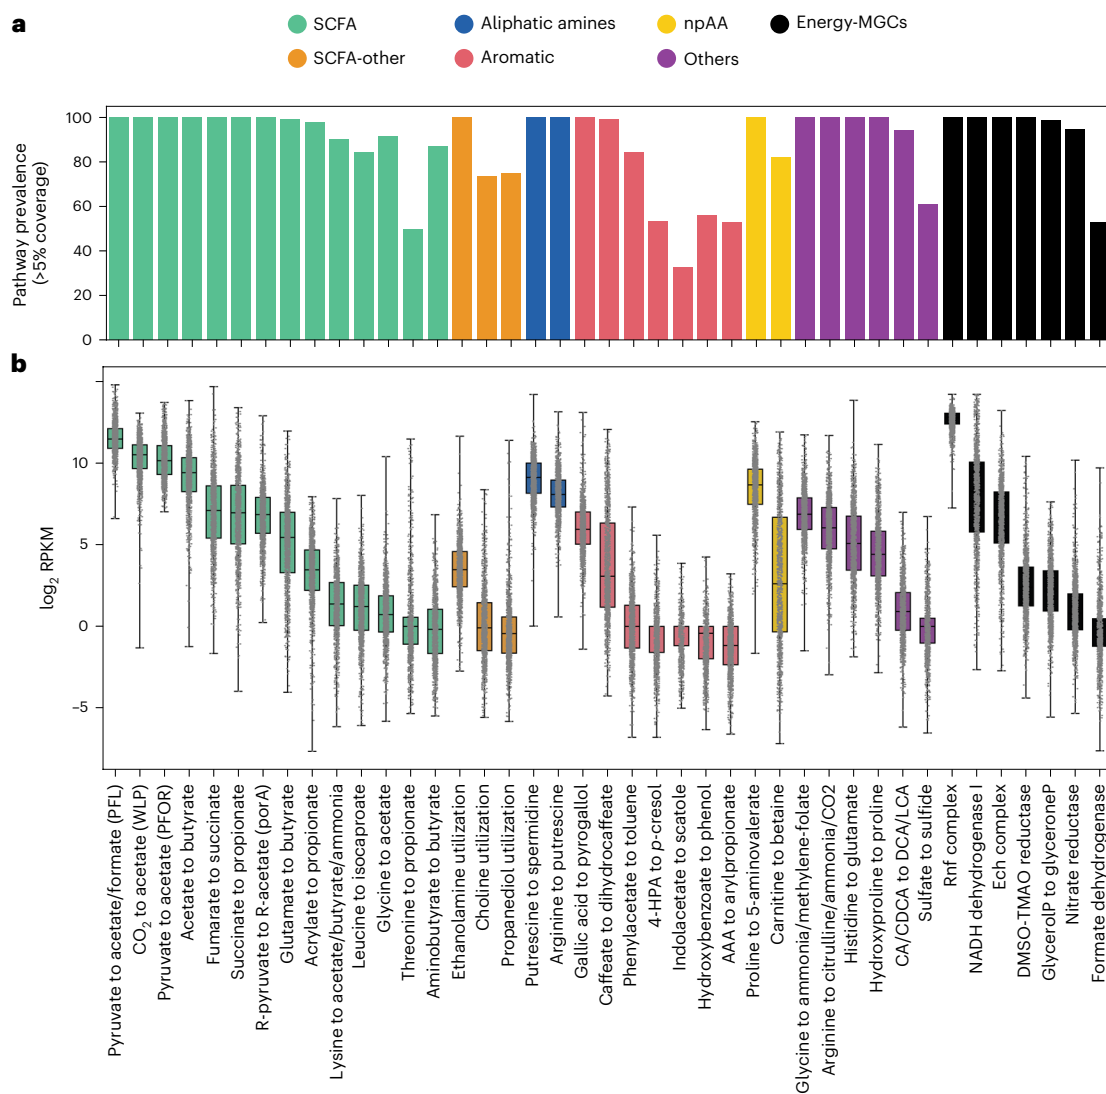 a
SCFA
Aliphatic amines
npAA
Energy-MGCs
SCFA-other
Aromatic
Others
Pathway prevalence
(>5% coverage)
100
80
60
40
20
0
b
log₂ RPKM
10
5
0
–5
Pyruvate to acetate/formate (PFL)
CO₂ to acetate (WLP)
Pyruvate to acetate (PFOR)
Acetate to butyrate
Fumarate to succinate
Succinate to propionate
R-pyruvate to R-acetate (porA)
Glutamate to butyrate
Acrylate to propionate
Lysine to acetate/butyrate/ammonia
Leucine to isocaproate
Glycine to acetate
Threonine to propionate
Aminobutyrate to butyrate
Ethanolamine utilization
Choline utilization
Propanediol utilization
Putrescine to spermidine
Arginine to putrescine
Gallic acid to pyrogallol
Caffeate to dihydrocaffeate
Phenylacetate to toluene
4-HPA to p-cresol
Indolacetate to scatole
Hydroxybenzoate to phenol
AAA to arylpropionate
Proline to 5-aminovalerate
Carnitine to betaine
Glycine to ammonia/methylene-folate
Arginine to citrulline/ammonia/CO2
Histidine to glutamate
Hydroxyproline to proline
CA/CDCA to DCA/LCA
Sulfate to sulfide
Rnf complex
NADH dehydrogenase I
Ech complex
DMSO-TMAO reductase
GlycerolP to glyceroneP
Nitrate reductase
Formate dehydrogenase